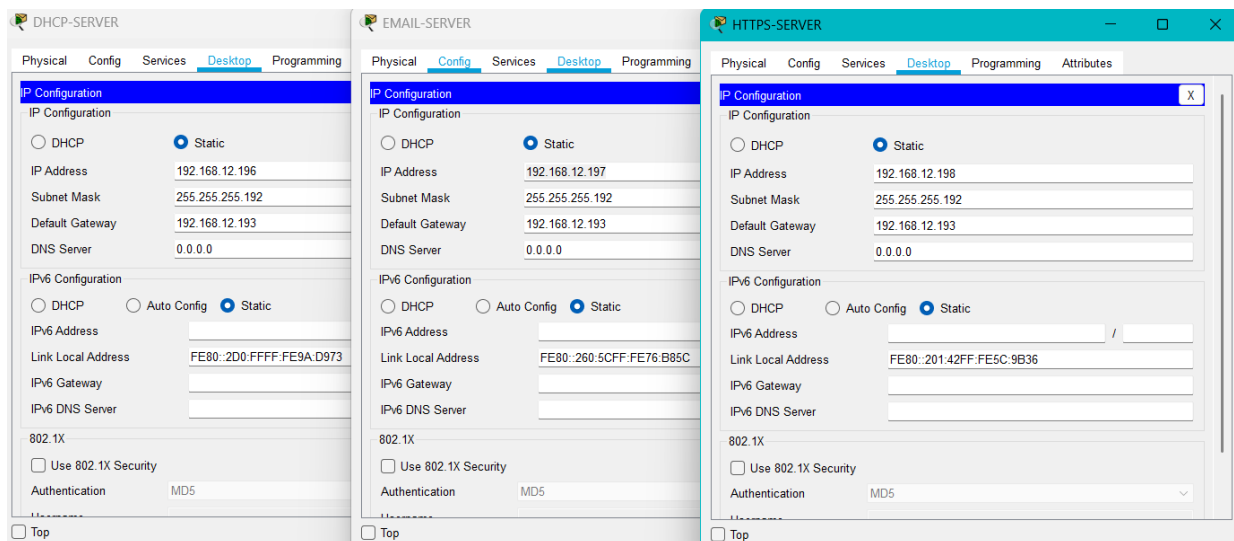 DHCP-SERVER
Physical Config Services Desktop Programming
IP Configuration
IP Configuration
DHCP Static
IP Address 192.168.12.196
Subnet Mask 255.255.255.192
Default Gateway 192.168.12.193
DNS Server 0.0.0.0
IPv6 Configuration
DHCP Auto Config Static
IPv6 Address
Link Local Address FE80::2D0:FFFF:FE9A:D973
IPv6 Gateway
IPv6 DNS Server
802.1X
Use 802.1X Security
Authentication MD5
Top
EMAIL-SERVER
Physical Config Services Desktop Programming
IP Configuration
IP Configuration
DHCP Static
IP Address 192.168.12.197
Subnet Mask 255.255.255.192
Default Gateway 192.168.12.193
DNS Server 0.0.0.0
IPv6 Configuration
DHCP Auto Config Static
IPv6 Address
Link Local Address FE80::260:5CFF:FE76:B85C
IPv6 Gateway
IPv6 DNS Server
802.1X
Use 802.1X Security
Authentication MD5
Top
HTTPS-SERVER
Physical Config Services Desktop Programming Attributes
IP Configuration X
IP Configuration
DHCP Static
IP Address 192.168.12.198
Subnet Mask 255.255.255.192
Default Gateway 192.168.12.193
DNS Server 0.0.0.0
IPv6 Configuration
DHCP Auto Config Static
IPv6 Address /
Link Local Address FE80::201:42FF:FE5C:9B36
IPv6 Gateway
IPv6 DNS Server
802.1X
Use 802.1X Security
Authentication MD5
Top